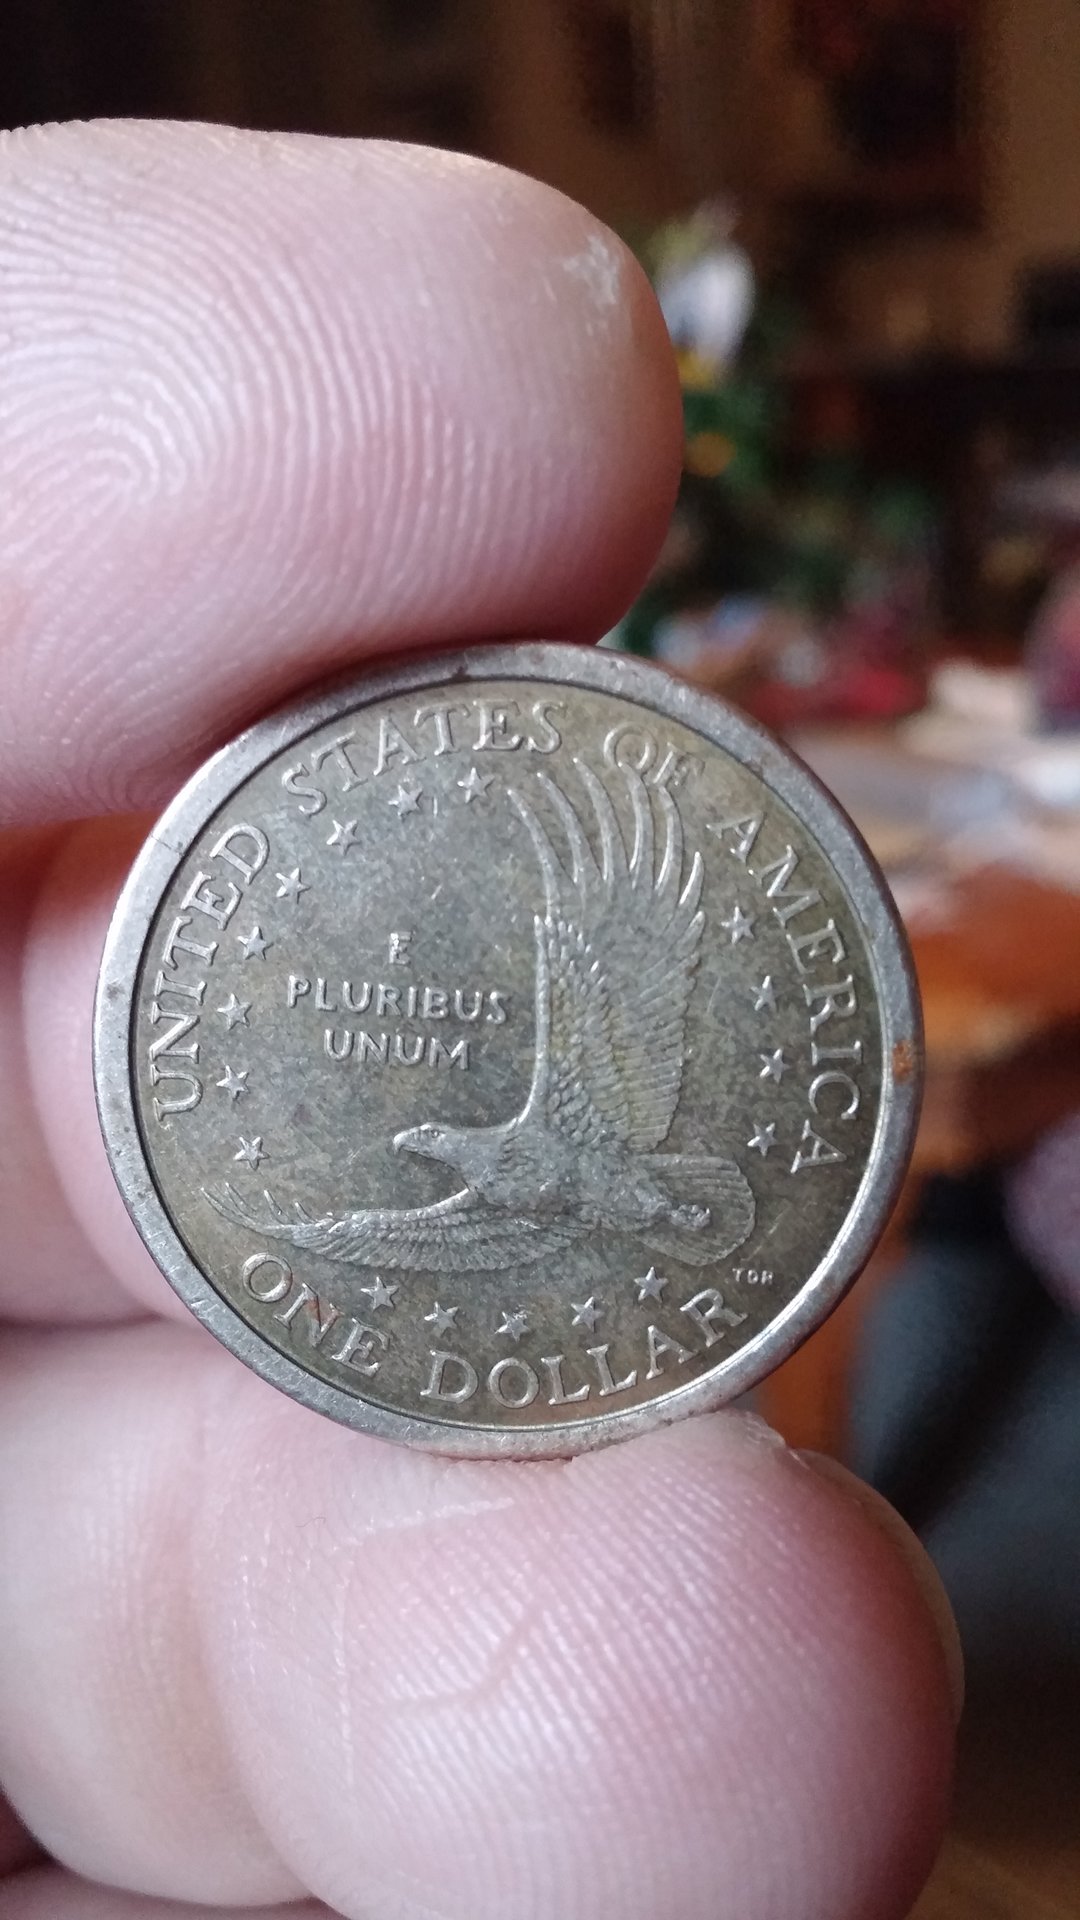 UNITED STATES OF AMERICA
E
PLURIBUS
UNUM
ONE DOLLAR
TDR